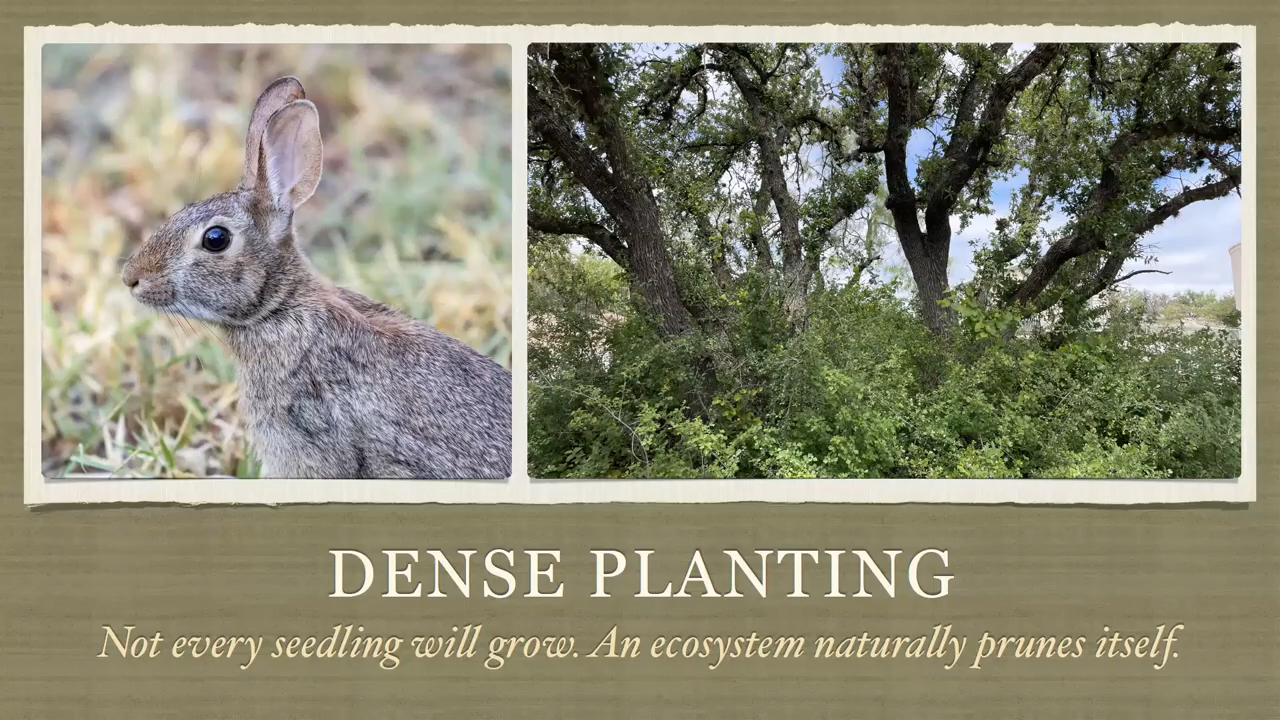 DENSE PLANTING
Not every seedling will grow. An ecosystem naturally prunes itself.